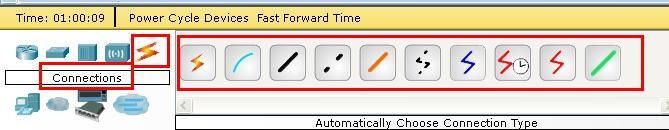 Time: 01:00:09 Power Cycle Devices Fast Forward Time
Connections
Automatically Choose Connection Type